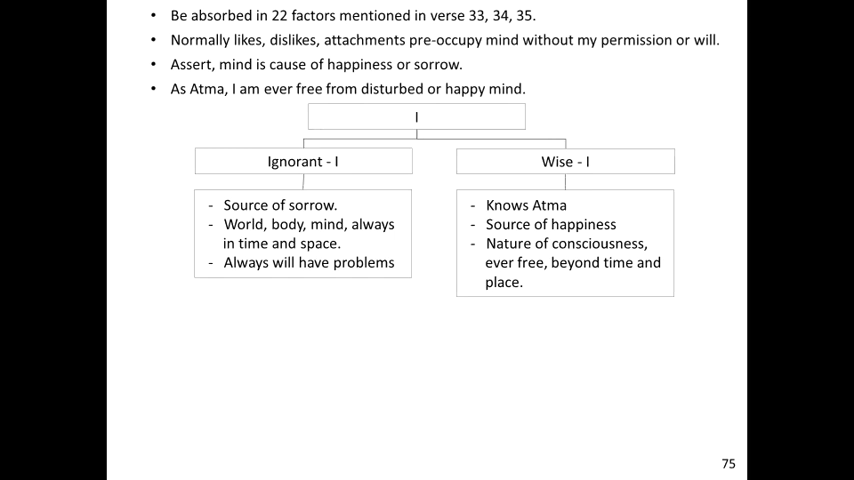 • Be absorbed in 22 factors mentioned in verse 33, 34, 35.
• Normally likes, dislikes, attachments pre-occupy mind without my permission or will.
• Assert, mind is cause of happiness or sorrow.
• As Atma, I am ever free from disturbed or happy mind.
I
Ignorant - I
- Source of sorrow.
- World, body, mind, always
in time and space.
- Always will have problems
Wise - I
- Knows Atma
- Source of happiness
- Nature of consciousness,
ever free, beyond time and
place.
75